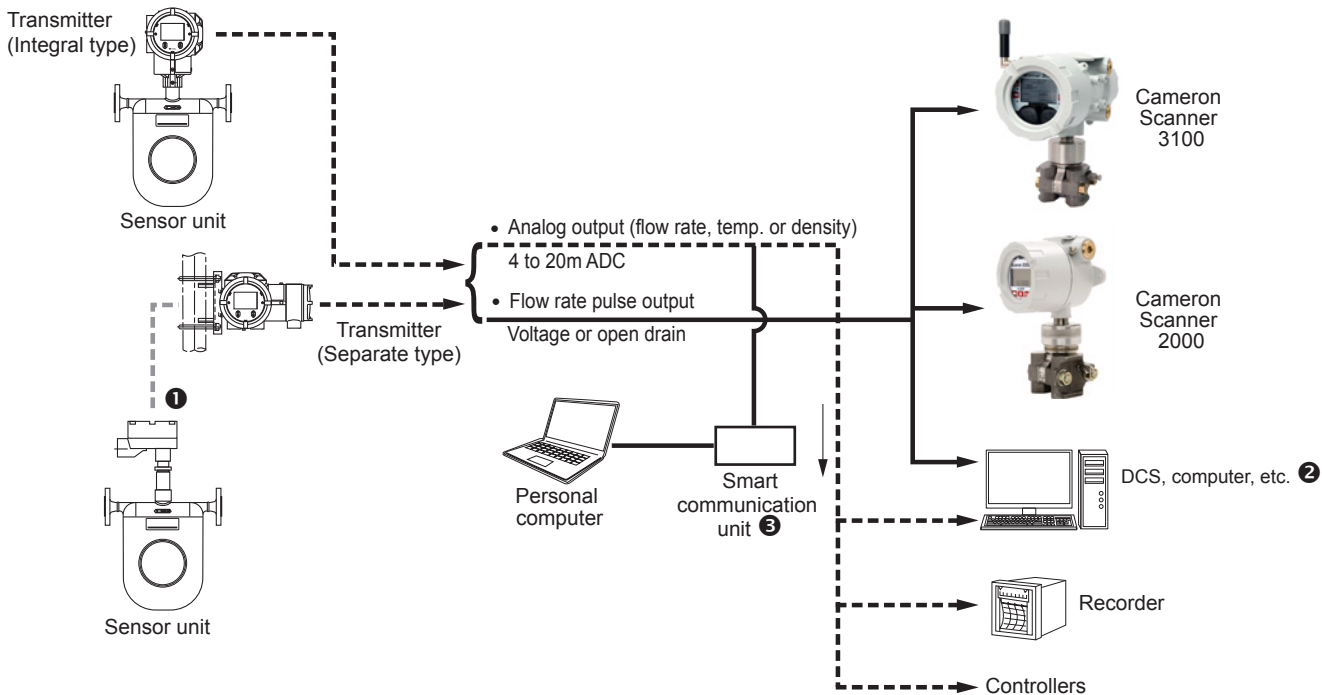 Transmitter
(Integral type)
Sensor unit
Transmitter
(Separate type)
❶
Sensor unit
• Analog output (flow rate, temp. or density)
4 to 20m ADC
• Flow rate pulse output
Voltage or open drain
Personal
computer
Smart
communication
unit ❸
Cameron
Scanner
3100
Cameron
Scanner
2000
DCS, computer, etc. ❷
Recorder
Controllers